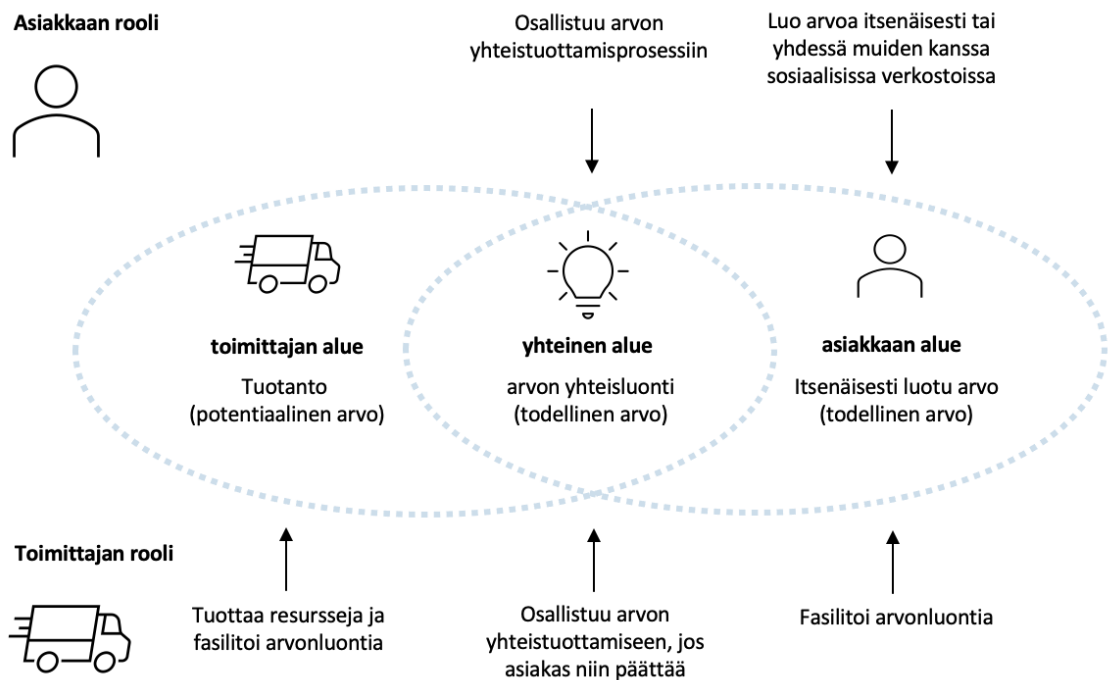 Asiakkaan rooli
Osallistuu arvon
yhteistuottamisprosessiin
Luo arvoa itsenäisesti tai
yhdessä muiden kanssa
sosiaalisissa verkostoissa
toimittajan alue
Tuotanto
(potentiaalinen arvo)
yhteinen alue
arvon yhteisluonti
(todellinen arvo)
asiakkaan alue
Itsenäisesti luotu arvo
(todellinen arvo)
Toimittajan rooli
Tuottaa resursseja ja
fasilitoi arvonluontia
Osallistuu arvon
yhteistuottamiseen, jos
asiakas niin päättää
Fasilitoi arvonluontia